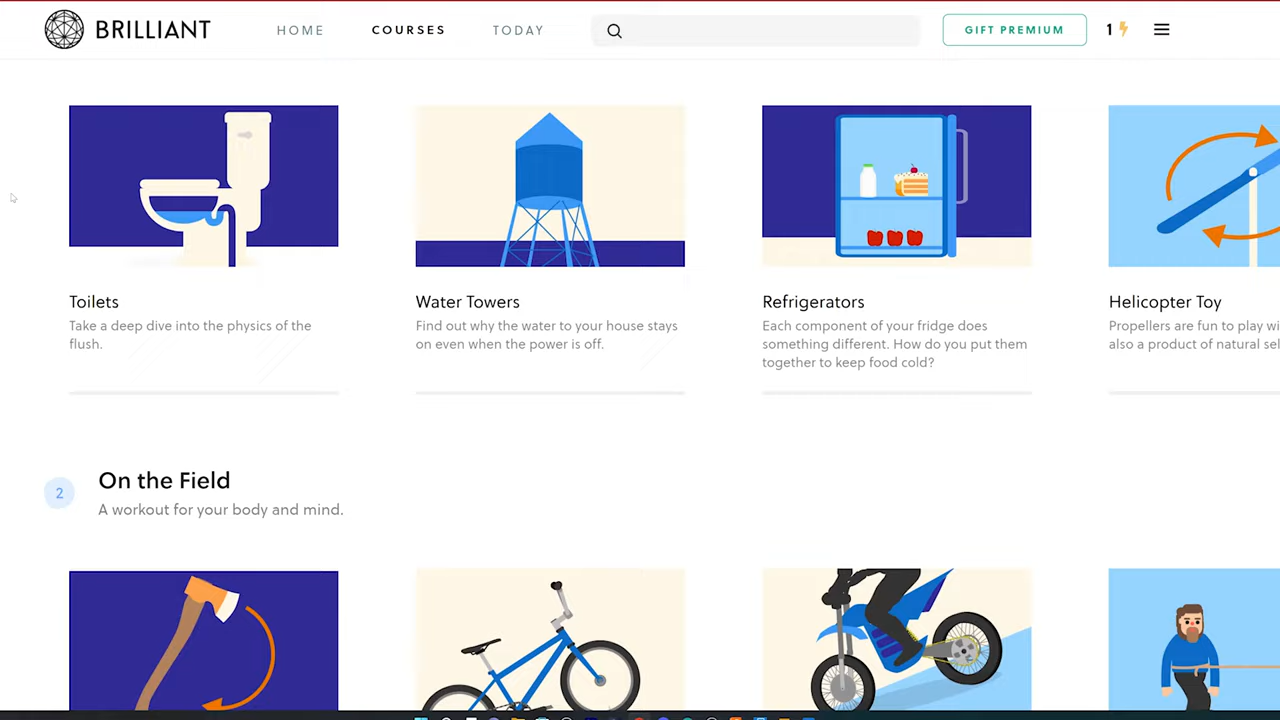 BRILLIANT HOME COURSES TODAY GIFT PREMIUM 1
Toilets
Take a deep dive into the physics of the
flush.
Water Towers
Find out why the water to your house stays
on even when the power is off.
Refrigerators
Each component of your fridge does
something different. How do you put them
together to keep food cold?
Helicopter Toy
Propellers are fun to play wi
also a product of natural sel
2
On the Field
A workout for your body and mind.